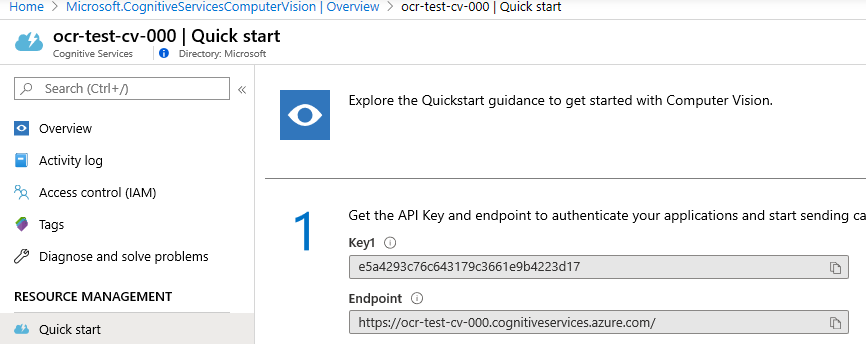 Home > Microsoft.CognitiveServicesComputerVision | Overview > ocr-test-cv-000 | Quick start
ocr-test-cv-000 | Quick start
Cognitive Services
Directory: Microsoft
Search (Ctrl+/)
«
Overview
Activity log
Access control (IAM)
Tags
Diagnose and solve problems
RESOURCE MANAGEMENT
Quick start
Explore the Quickstart guidance to get started with Computer Vision.
1
Get the API Key and endpoint to authenticate your applications and start sending ca
Key1
e5a4293c76c643179c3661e9b4223d17
Endpoint
https://ocr-test-cv-000.cognitiveservices.azure.com/